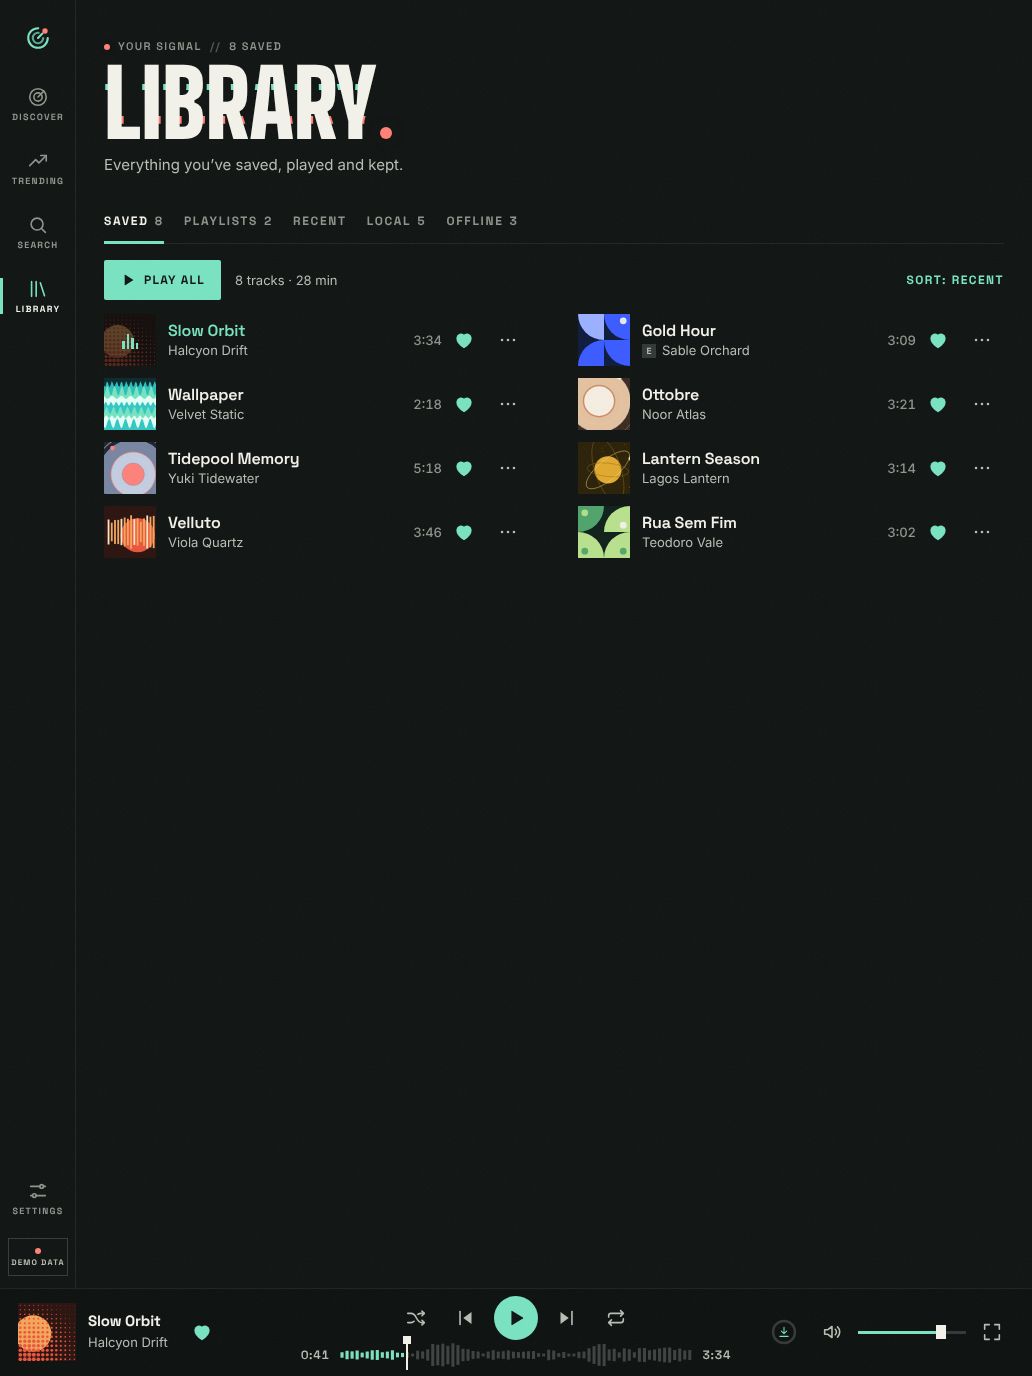 YOUR SIGNAL // 8 SAVED
LIBRARY.
Everything you’ve saved, played and kept.
DISCOVER
TRENDING
SEARCH
LIBRARY
SAVED 8 PLAYLISTS 2 RECENT LOCAL 5 OFFLINE 3
PLAY ALL 8 tracks · 28 min SORT: RECENT
Slow Orbit
Halcyon Drift
3:34
Gold Hour
E Sable Orchard
3:09
Wallpaper
Velvet Static
2:18
Ottobre
Noor Atlas
3:21
Tidepool Memory
Yuki Tidewater
5:18
Lantern Season
Lagos Lantern
3:14
Velluto
Viola Quartz
3:46
Rua Sem Fim
Teodoro Vale
3:02
SETTINGS
DEMO DATA
Slow Orbit
Halcyon Drift
0:41 3:34